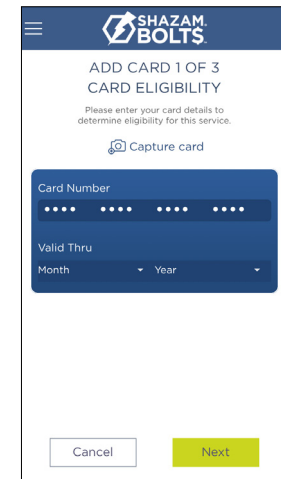 SHAZAM.
BOLT$.
ADD CARD 1 OF 3
CARD ELIGIBILITY
Please enter your card details to
determine eligibility for this service.
Capture card
Card Number
•••• •••• •••• ••••
Valid Thru
Month Year
Cancel Next